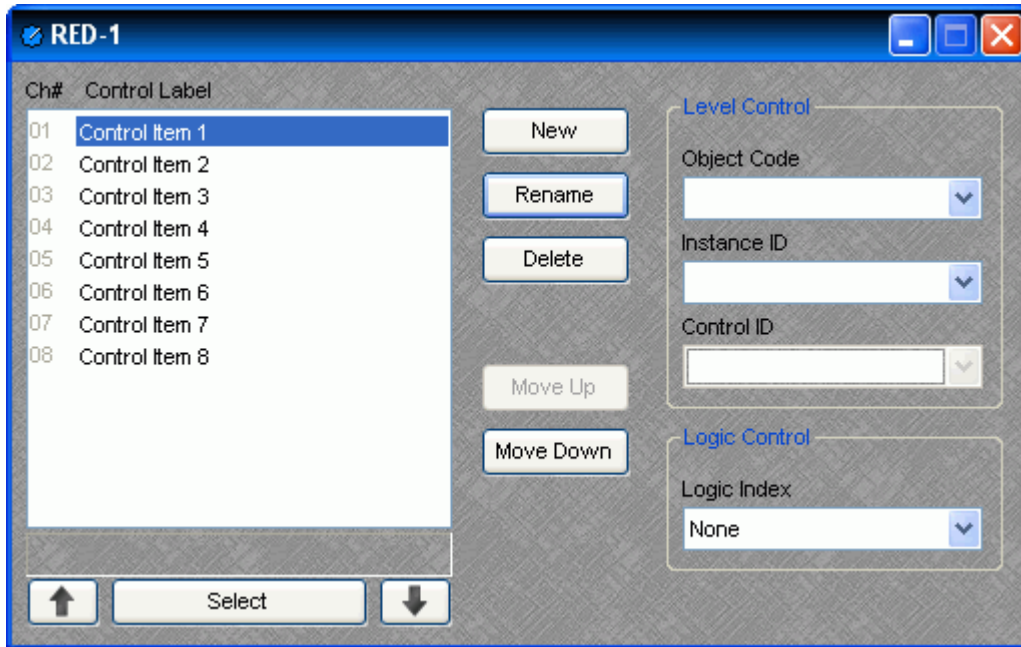 RED-1
Ch# Control Label
01 Control Item 1
02 Control Item 2
03 Control Item 3
04 Control Item 4
05 Control Item 5
06 Control Item 6
07 Control Item 7
08 Control Item 8
Select
New
Rename
Delete
Move Up
Move Down
Level Control
Object Code
Instance ID
Control ID
Logic Control
Logic Index
None